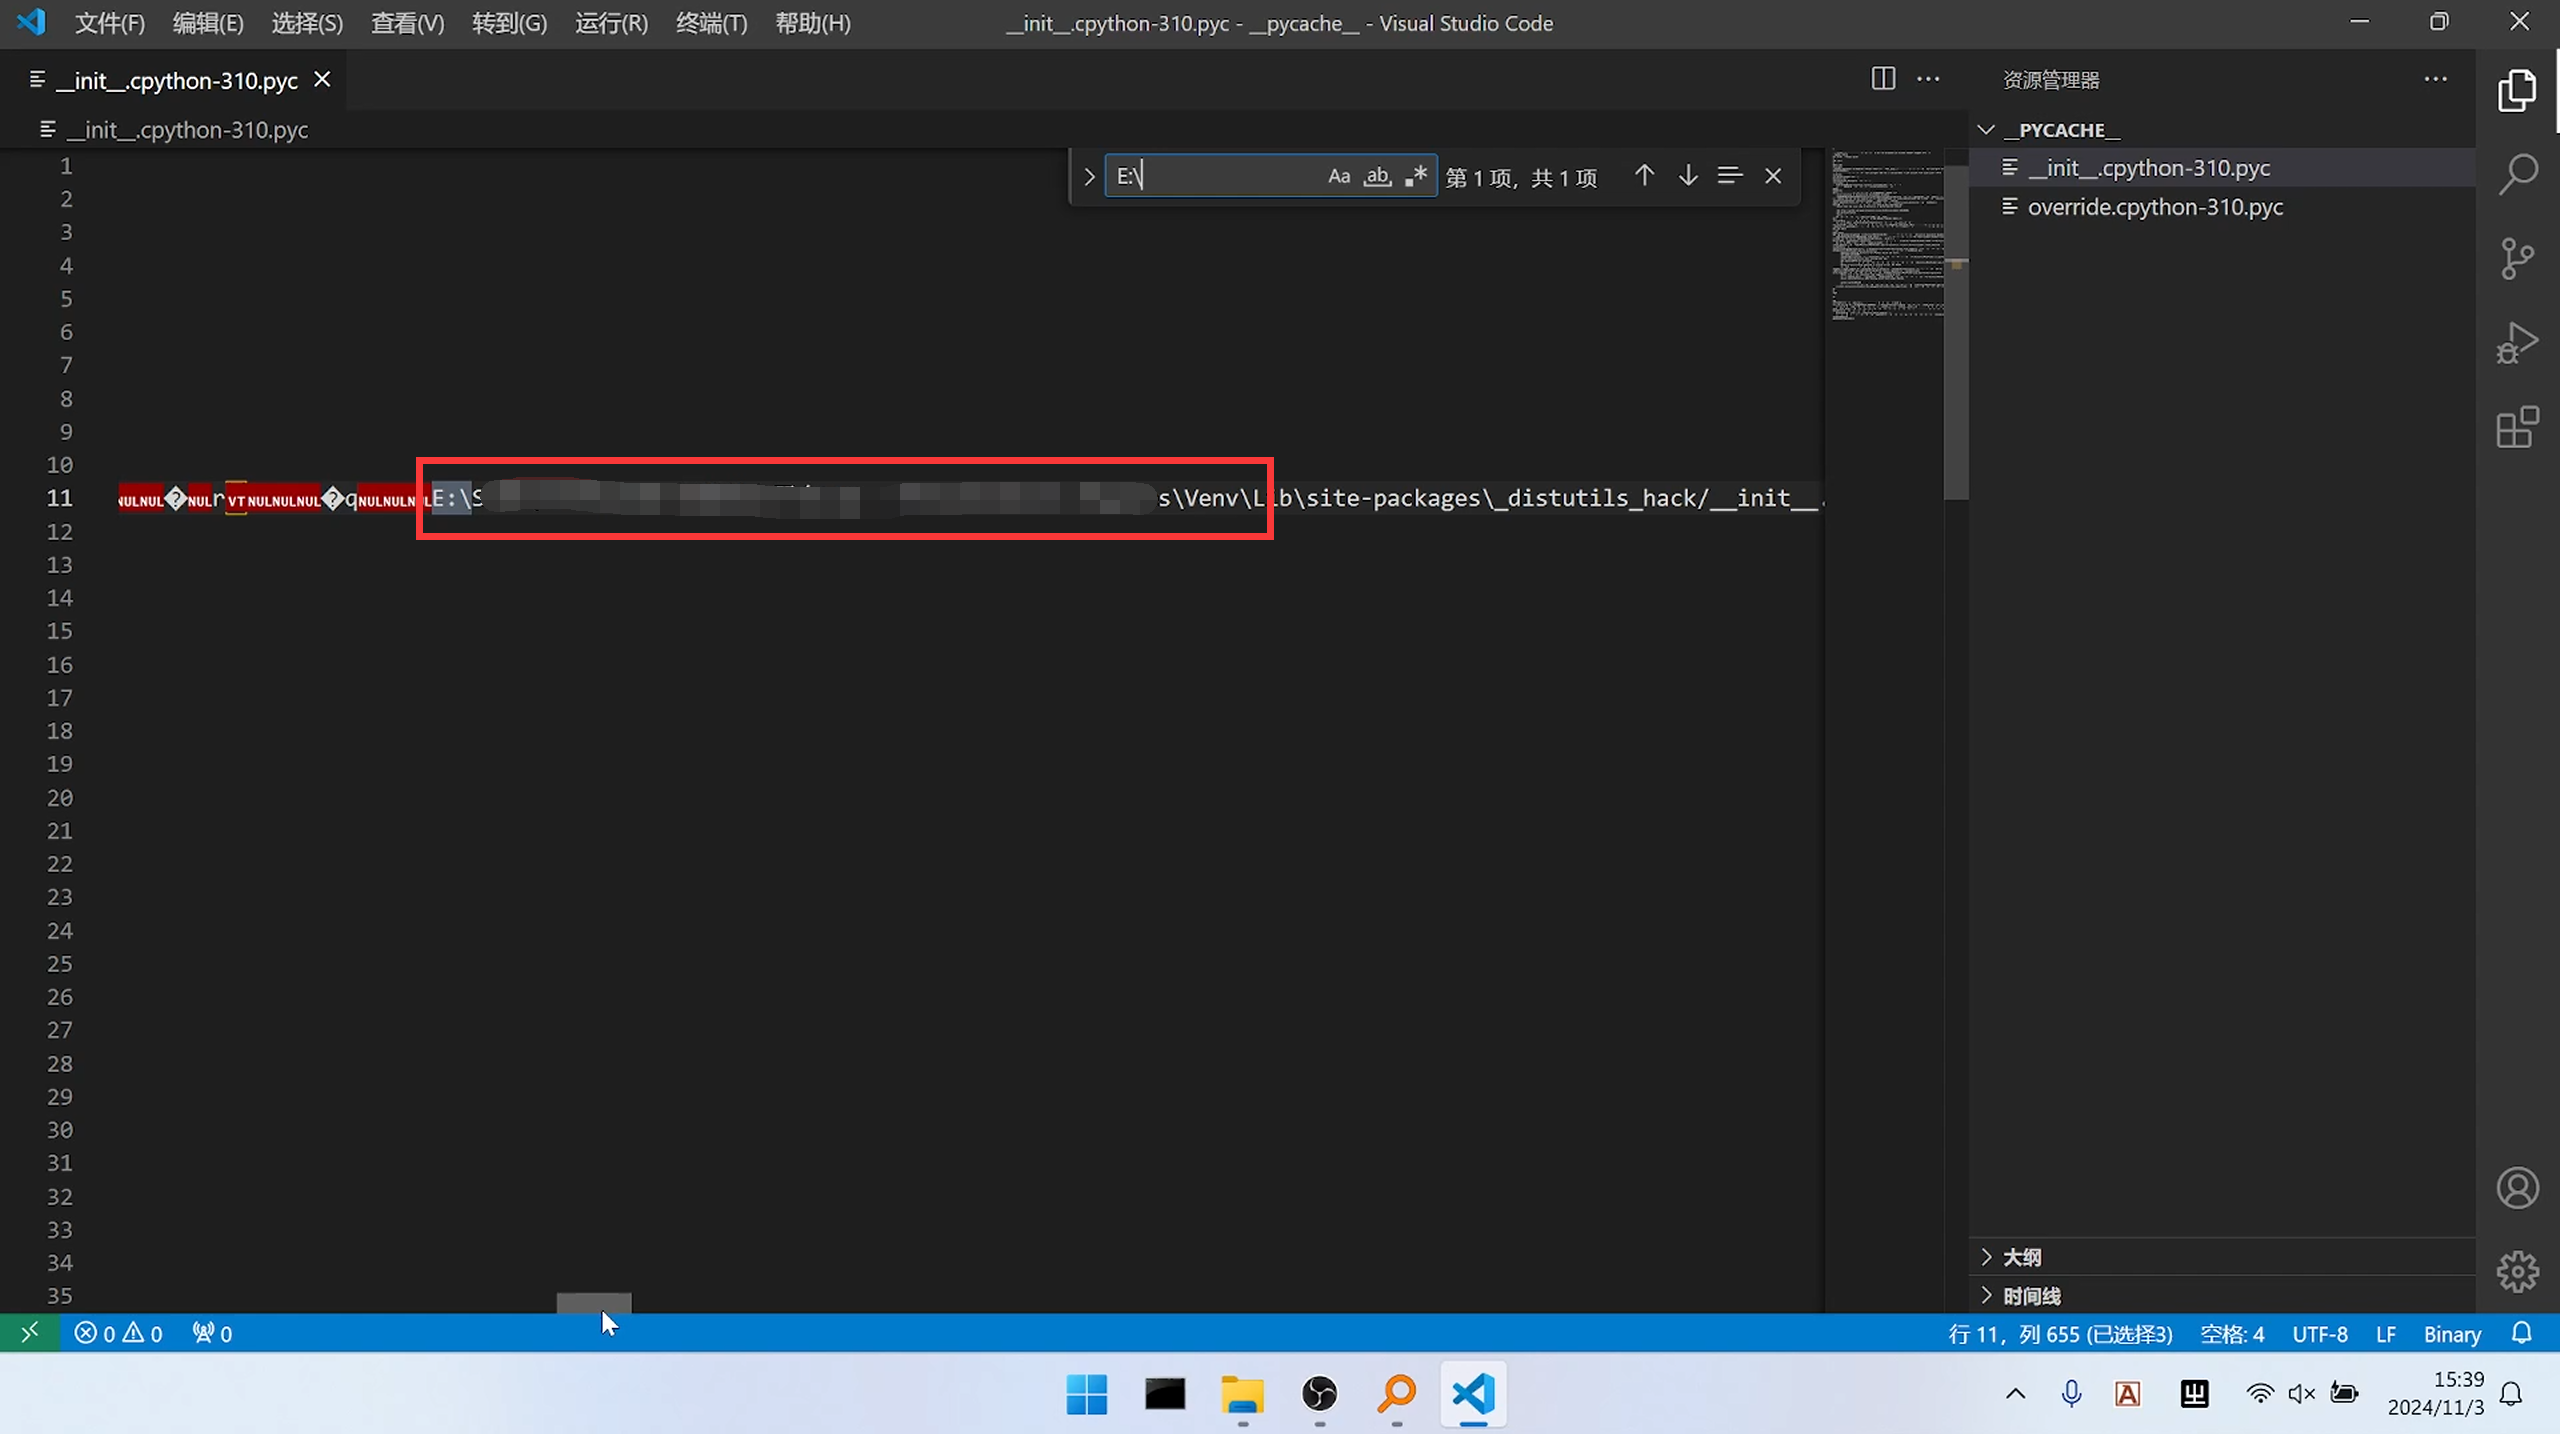 文件(F) 编辑(E) 选择(S) 查看(V) 转到(G) 运行(R) 终端(T) 帮助(H) __init__.cpython-310.pyc - __pycache__ - Visual Studio Code
__init__.cpython-310.pyc
__init__.cpython-310.pyc
E:\ Aa ab 第 1 项，共 1 项
资源管理器
__PYCACHE__
__init__.cpython-310.pyc
override.cpython-310.pyc
1
2
3
4
5
6
7
8
9
10
11 NULNUL�NULr VT NULNULNUL�qNULNULNUL E:\S s\Venv\Lib\site-packages\_distutils_hack/__init__.
12
13
14
15
16
17
18
19
20
21
22
23
24
25
26
27
28
29
30
31
32
33
34
35
大纲
时间线
0 0 0 行 11，列 655 (已选择3) 空格: 4 UTF-8 LF Binary
A
15:39
2024/11/3